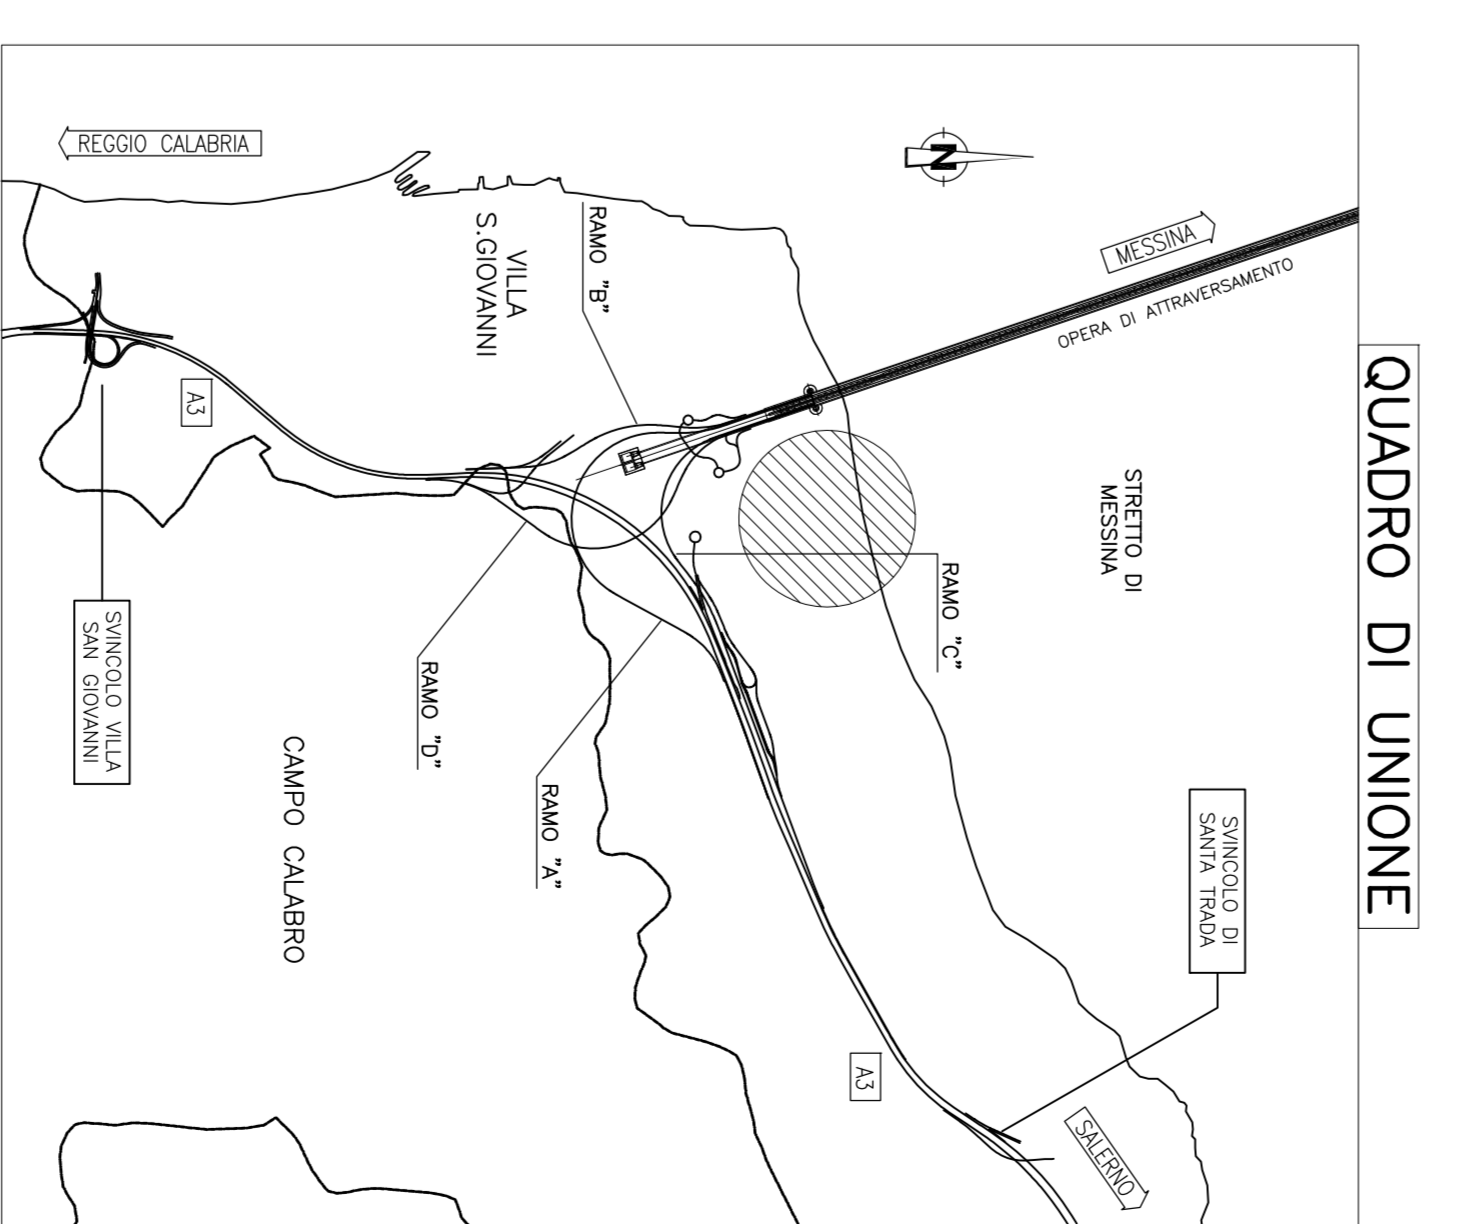 QUADRO DI UNIONE
REGGIO CALABRIA
N
MESSINA
OPERA DI ATTRAVERSAMENTO
VILLA
S.GIOVANNI
RAMO "B"
A3
STRETTO DI
MESSINA
RAMO "C"
SVINCOLO VILLA
SAN GIOVANNI
RAMO "D"
RAMO "A"
CAMPO CALABRO
SVINCOLO DI
SANTA TRADA
A3
SALERNO